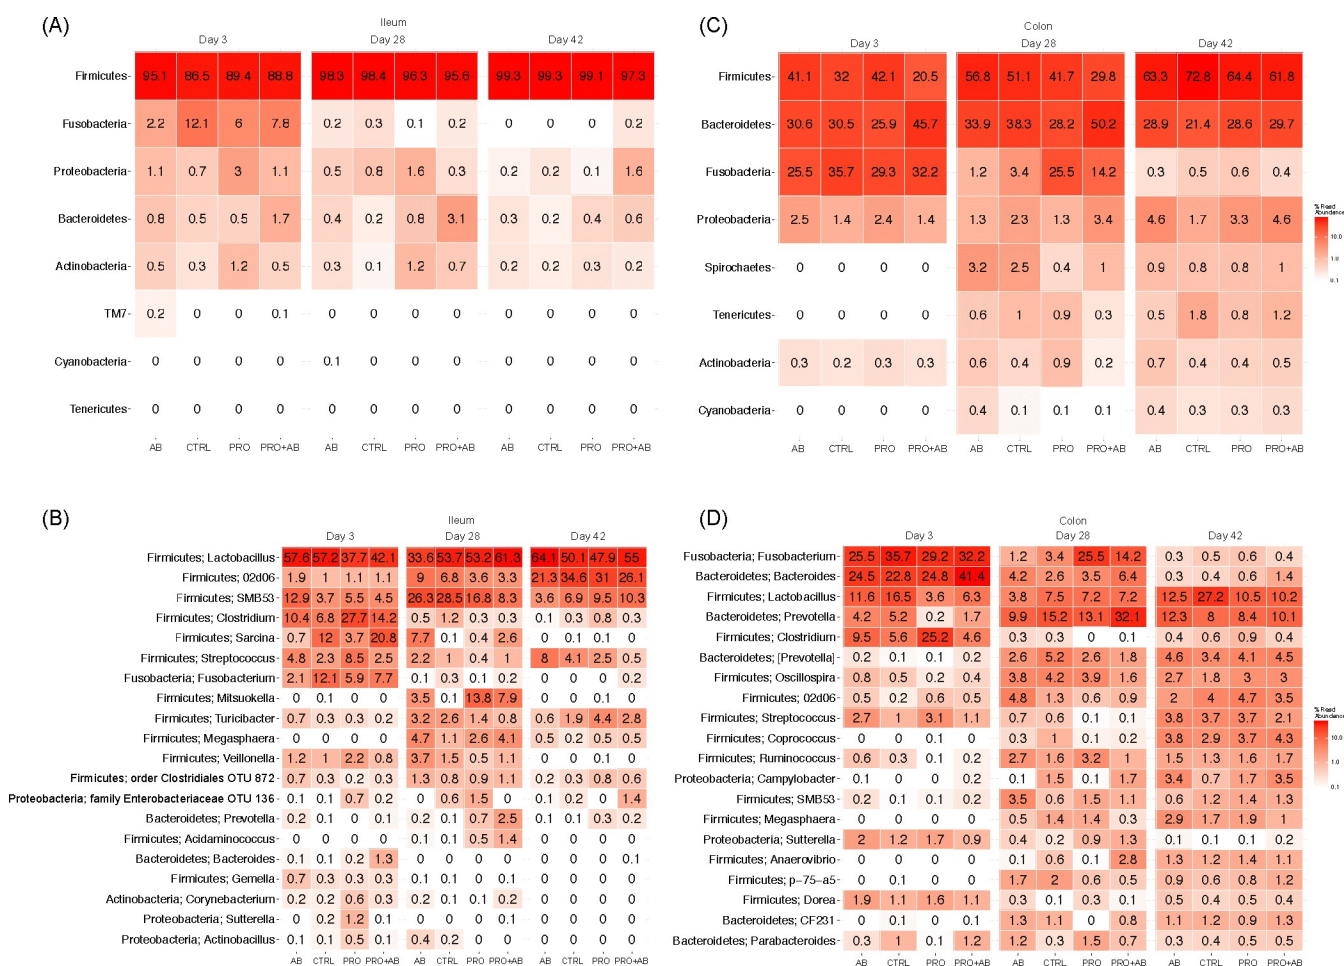 (A)
Ileum
Day 3 Day 28 Day 42
Firmicutes 95.1 86.5 89.4 88.8 98.3 98.4 96.3 95.6 99.3 99.3 99.1 97.3
Fusobacteria 2.2 12.1 6 7.8 0.2 0.3 0.1 0.2 0 0 0 0.2
Proteobacteria 1.1 0.7 3 1.1 0.5 0.8 1.6 0.3 0.2 0.2 0.1 1.6
Bacteroidetes 0.8 0.5 0.5 1.7 0.4 0.2 0.8 3.1 0.3 0.2 0.4 0.6
Actinobacteria 0.5 0.3 1.2 0.5 0.3 0.1 1.2 0.7 0.2 0.2 0.3 0.2
TM7 0.2 0 0 0.1 0 0 0 0 0 0 0 0
Cyanobacteria 0 0 0 0 0.1 0 0 0 0 0 0 0
Tenericutes 0 0 0 0 0 0 0 0 0 0 0 0
AB CTRL PRO PRO+AB AB CTRL PRO PRO+AB AB CTRL PRO PRO+AB
(C)
Colon
Day 3 Day 28 Day 42
Firmicutes 41.1 32 42.1 20.5 56.8 51.1 41.7 29.8 63.3 72.8 64.4 61.8
Bacteroidetes 30.6 30.5 25.9 45.7 33.9 38.3 28.2 50.2 28.9 21.4 28.6 29.7
Fusobacteria 25.5 35.7 29.3 32.2 1.2 3.4 25.5 14.2 0.3 0.5 0.6 0.4
Proteobacteria 2.5 1.4 2.4 1.4 1.3 2.3 1.3 3.4 4.6 1.7 3.3 4.6
Spirochaetes 0 0 0 0 3.2 2.5 0.4 1 0.9 0.8 0.8 1
Tenericutes 0 0 0 0 0.6 1 0.9 0.3 0.5 1.8 0.8 1.2
Actinobacteria 0.3 0.2 0.3 0.3 0.6 0.4 0.9 0.2 0.7 0.4 0.4 0.5
Cyanobacteria 0 0 0 0 0.4 0.1 0.1 0.1 0.4 0.3 0.3 0.3
AB CTRL PRO PRO+AB AB CTRL PRO PRO+AB AB CTRL PRO PRO+AB
% Read
Abundance
10.0
1.0
0.1
(B)
Ileum
Day 3 Day 28 Day 42
Firmicutes; Lactobacillus 57.6 57.2 37.7 42.1 33.6 53.7 53.2 61.3 64.1 50.1 47.9 55
Firmicutes; 02d06 1.9 1 1.1 1.1 9 6.8 3.6 3.3 21.3 34.6 31 26.1
Firmicutes; SMB53 12.9 3.7 5.5 4.5 26.3 28.5 16.8 8.3 3.6 6.9 9.5 10.3
Firmicutes; Clostridium 10.4 6.8 27.7 14.2 0.5 1.2 0.3 0.3 0.1 0.3 0.8 0.3
Firmicutes; Sarcina 0.7 12 3.7 20.8 7.7 0.1 0.4 2.6 0 0.1 0.1 0
Firmicutes; Streptococcus 4.8 2.3 8.5 2.5 2.2 1 0.4 1 8 4.1 2.5 0.5
Fusobacteria; Fusobacterium 2.1 12.1 5.9 7.7 0.1 0.3 0.1 0.2 0 0 0 0.2
Firmicutes; Mitsuokella 0 0.1 0 0 3.5 0.1 13.8 7.9 0 0 0.1 0
Firmicutes; Turicibacter 0.7 0.3 0.3 0.2 3.2 2.6 1.4 0.8 0.6 1.9 4.4 2.8
Firmicutes; Megasphaera 0 0 0 0 4.7 1.1 2.6 4.1 0.5 0.2 0.5 0.5
Firmicutes; Veillonella 1.2 1 2.2 0.8 3.7 1.5 0.5 1.1 0 0 0.1 0
Firmicutes; order Clostridiales OTU 872 0.7 0.3 0.2 0.3 1.3 0.8 0.9 1.1 0.2 0.3 0.8 0.6
Proteobacteria; family Enterobacteriaceae OTU 136 0.1 0.1 0.7 0.2 0 0.6 1.5 0 0.1 0.2 0 1.4
Bacteroidetes; Prevotella 0.2 0.1 0 0.1 0.2 0.1 0.7 2.5 0.1 0.1 0.3 0.2
Firmicutes; Acidaminococcus 0 0 0 0 0.1 0.1 0.5 1.4 0 0 0 0
Bacteroidetes; Bacteroides 0.1 0.1 0.2 1.3 0 0 0 0 0 0 0 0.1
Firmicutes; Gemella 0.7 0.3 0.3 0.3 0 0.1 0.1 0 0.1 0 0 0
Actinobacteria; Corynebacterium 0.2 0.2 0.6 0.3 0.2 0.1 0.1 0.2 0 0 0 0
Proteobacteria; Sutterella 0 0.2 1.2 0.1 0 0 0 0.1 0 0 0 0
Proteobacteria; Actinobacillus 0.1 0.1 0.5 0.1 0.4 0.2 0 0 0 0 0 0
AB CTRL PRO PRO+AB AB CTRL PRO PRO+AB AB CTRL PRO PRO+AB
(D)
Colon
Day 3 Day 28 Day 42
Fusobacteria; Fusobacterium 25.5 35.7 29.2 32.2 1.2 3.4 25.5 14.2 0.3 0.5 0.6 0.4
Bacteroidetes; Bacteroides 24.5 22.8 24.8 41.4 4.2 2.6 3.5 6.4 0.3 0.4 0.6 1.4
Firmicutes; Lactobacillus 11.6 16.5 3.6 6.3 3.8 7.5 7.2 7.2 12.5 27.2 10.5 10.2
Bacteroidetes; Prevotella 4.2 5.2 0.2 1.7 9.9 15.2 13.1 32.1 12.3 8 8.4 10.1
Firmicutes; Clostridium 9.5 5.6 25.2 4.6 0.3 0.3 0 0.1 0.4 0.6 0.9 0.4
Bacteroidetes; [Prevotella] 0.2 0.1 0.1 0.2 2.6 5.2 2.6 1.8 4.6 3.4 4.1 4.5
Firmicutes; Oscillospira 0.8 0.5 0.2 0.4 3.8 4.2 3.9 1.6 2.7 1.8 3 3
Firmicutes; 02d06 0.5 0.2 0.6 0.5 4.8 1.3 0.6 0.9 2 4 4.7 3.5
Firmicutes; Streptococcus 2.7 1 3.1 1.1 0.7 0.6 0.1 0.1 3.8 3.7 3.7 2.1
Firmicutes; Coprococcus 0 0 0.1 0 0.3 1 0.1 0.2 3.8 2.9 3.7 4.3
Firmicutes; Ruminococcus 0.6 0.3 0 0.1 2.7 1.6 3.2 1 1.5 1.3 1.6 1.7
Proteobacteria; Campylobacter 0.1 0 0 0.2 0.1 1.5 0.1 1.7 3.4 0.7 1.7 3.5
Firmicutes; SMB53 0.2 0.1 0.1 0.2 3.5 0.6 1.5 1.1 0.6 1.2 1.4 1.3
Firmicutes; Megasphaera 0 0 0 0 0.5 1.4 1.4 0.3 2.9 1.7 1.9 1
Proteobacteria; Sutterella 2 1.2 1.7 0.9 0.4 0.2 0.9 1.3 0.1 0.1 0.1 0.2
Firmicutes; Anaerovibrio 0 0 0 0 0.1 0.6 0.1 2.8 1.3 1.2 1.4 1.1
Firmicutes; p-75-a5 0 0.1 0 0 1.7 2 0.6 0.5 0.9 0.6 0.8 1.2
Firmicutes; Dorea 1.9 1.1 1.6 1.1 0.3 0.1 0.3 0.1 0.5 0.4 0.5 0.4
Bacteroidetes; CF231 0 0.1 0 0.1 1.3 1.1 0 0.8 1.1 1.2 0.9 1.3
Bacteroidetes; Parabacteroides 0.3 1 0.1 1.2 1.2 0.3 1.5 0.7 0.3 0.4 0.5 0.5
AB CTRL PRO PRO+AB AB CTRL PRO PRO+AB AB CTRL PRO PRO+AB
% Read
Abundance
10.0
1.0
0.1